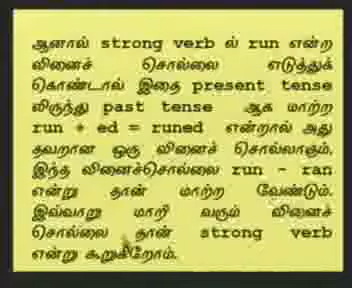 ஆனால் strong verb ல் run என்ற
வினைச் சொல்லை எடுத்துக்
கொண்டால் இதை present tense
லிருந்து past tense ஆக மாற்ற
run + ed = runed என்றால் அது
தவறான ஒரு வினைச் சொல்லாகும்.
இந்த வினைச்சொல்லை run - ran
என்று தான் மாற்ற வேண்டும்.
இவ்வாறு மாறி வரும் வினைச்
சொல்லை தான் strong verb
என்று கூறுகிறோம்.